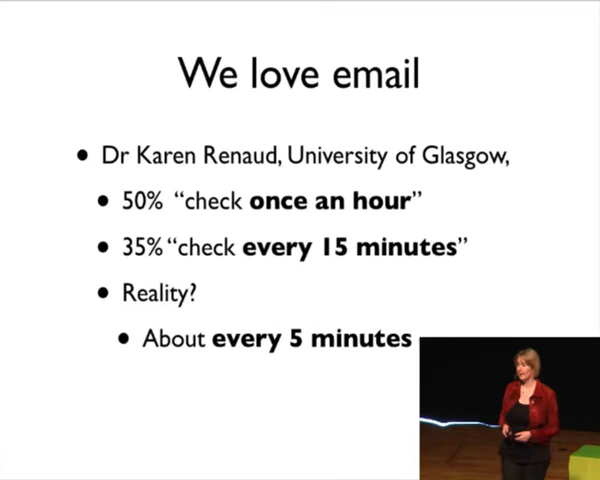 We love email
• Dr Karen Renaud, University of Glasgow,
• 50% “check once an hour”
• 35% “check every 15 minutes”
• Reality?
• About every 5 minutes